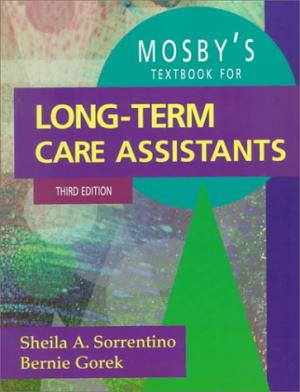 MOSBY'S
TEXTBOOK FOR
LONG-TERM
CARE ASSISTANTS
THIRD EDITION
Sheila A. Sorrentino
Bernie Gorek